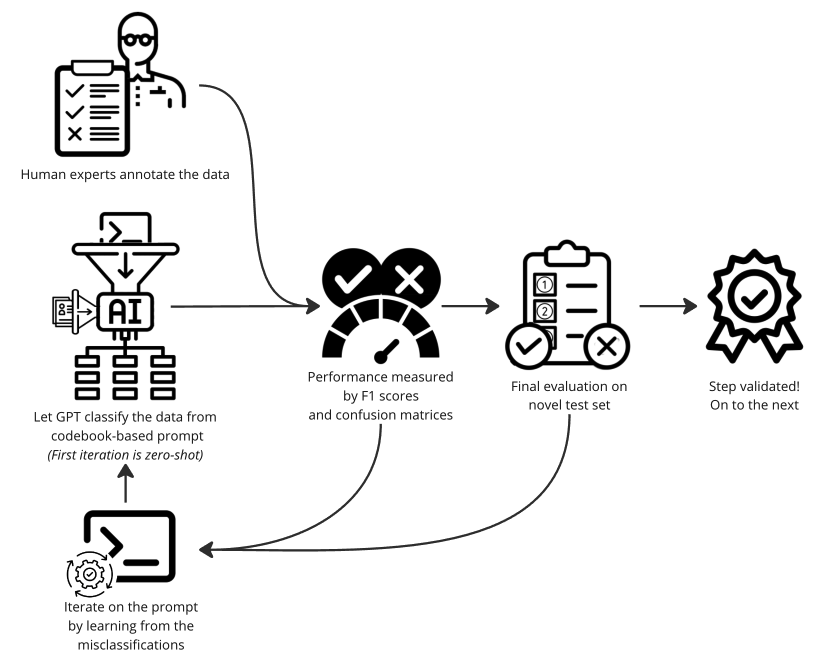 Human experts annotate the data
AI
Let GPT classify the data from
codebook-based prompt
(First iteration is zero-shot)
Iterate on the prompt
by learning from the
misclassifications
Performance measured
by F1 scores
and confusion matrices
1
2
Final evaluation on
novel test set
Step validated!
On to the next